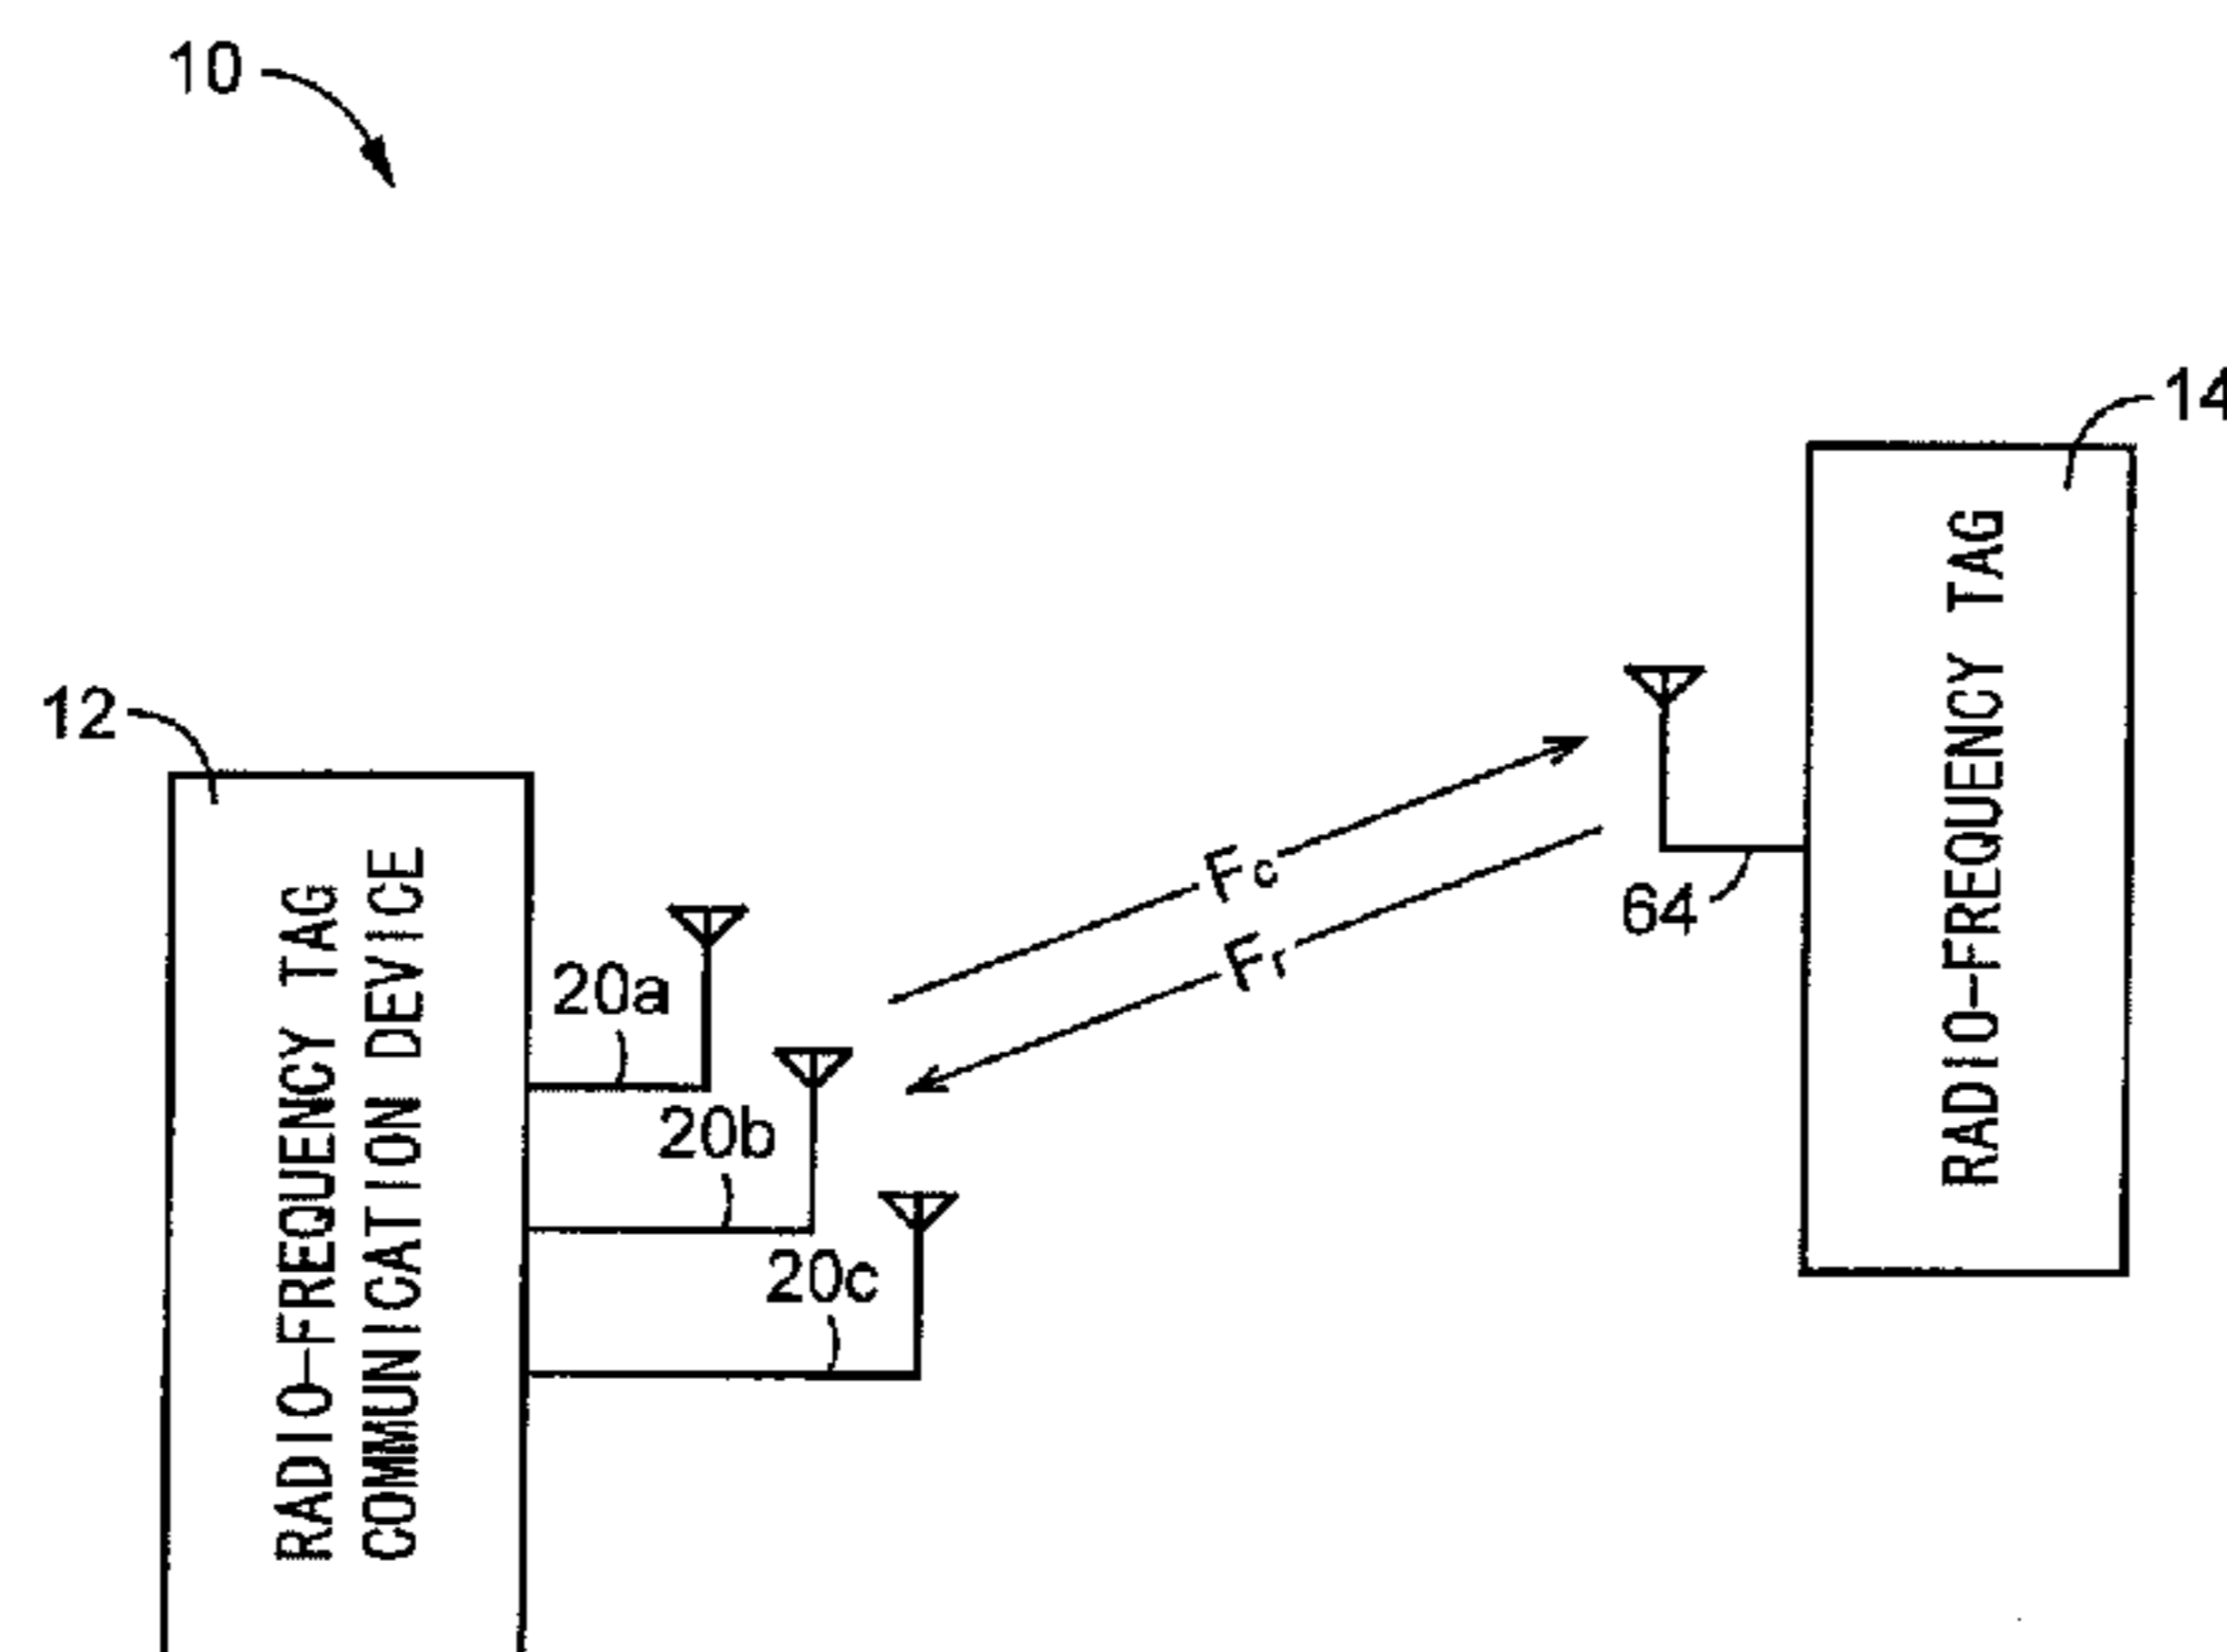 10
14
12
RADIO-FREQUENCY TAG
COMMUNICATION DEVICE
20a
20b
20c
Fc
Fr
64
RADIO-FREQUENCY TAG